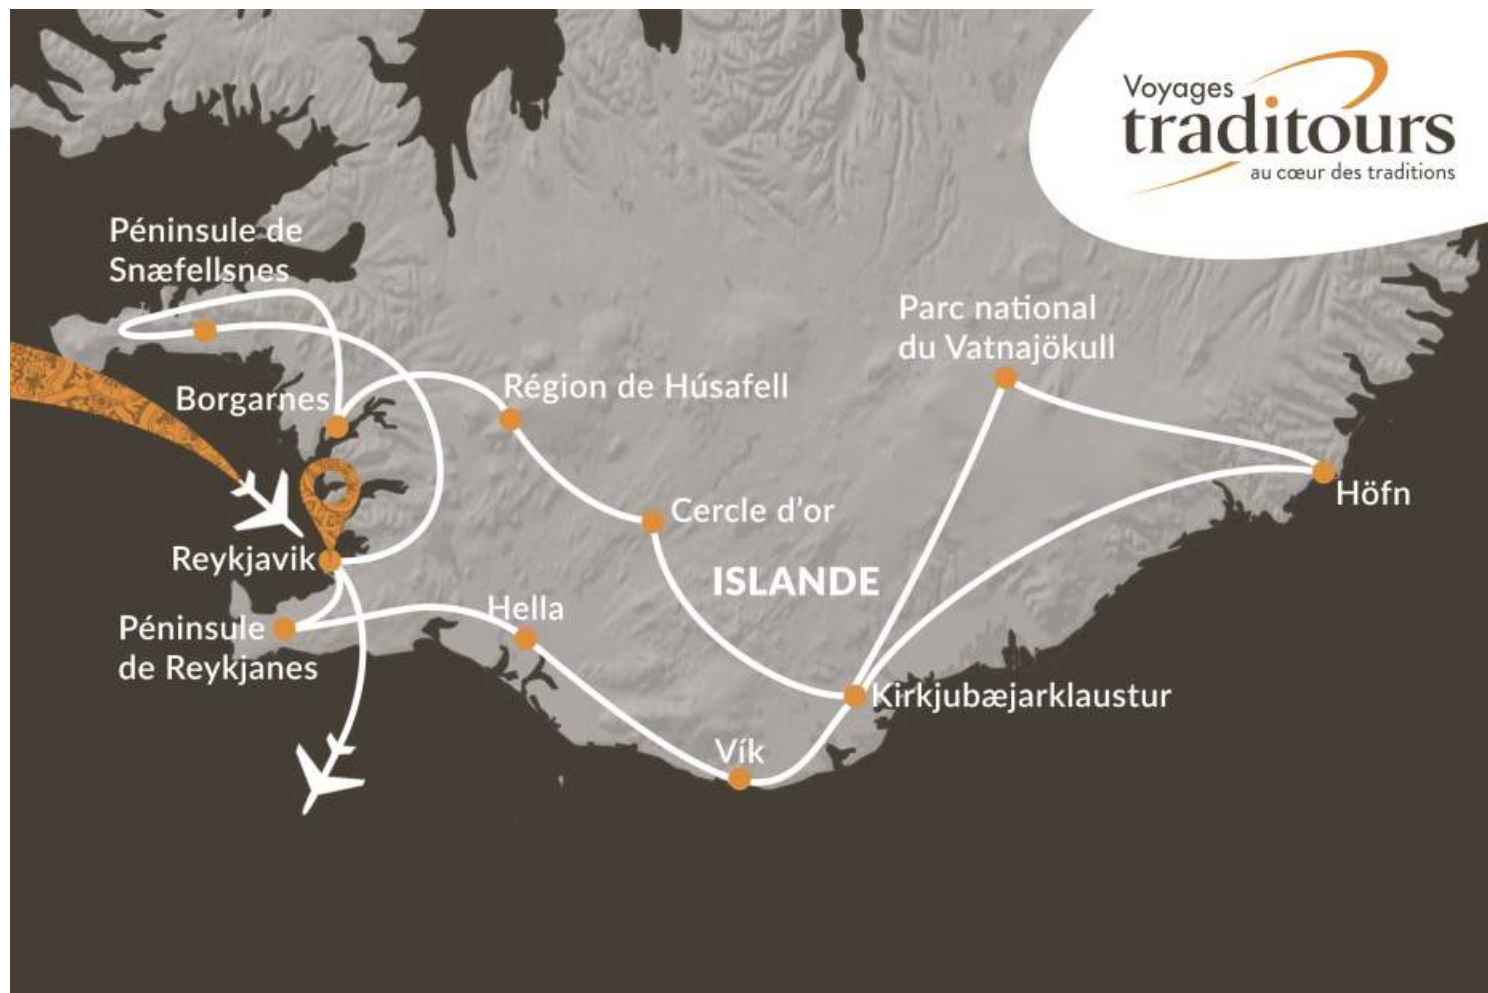 Voyages
traditours
au cœur des traditions
Péninsule de
Snæfellsnes
Parc national
du Vatnajökull
Borgarnes
Région de Húsafell
Höfn
Cercle d'or
Reykjavik
ISLANDE
Hella
Péninsule
de Reykjanes
Kirkjubæjarklaustur
Vík